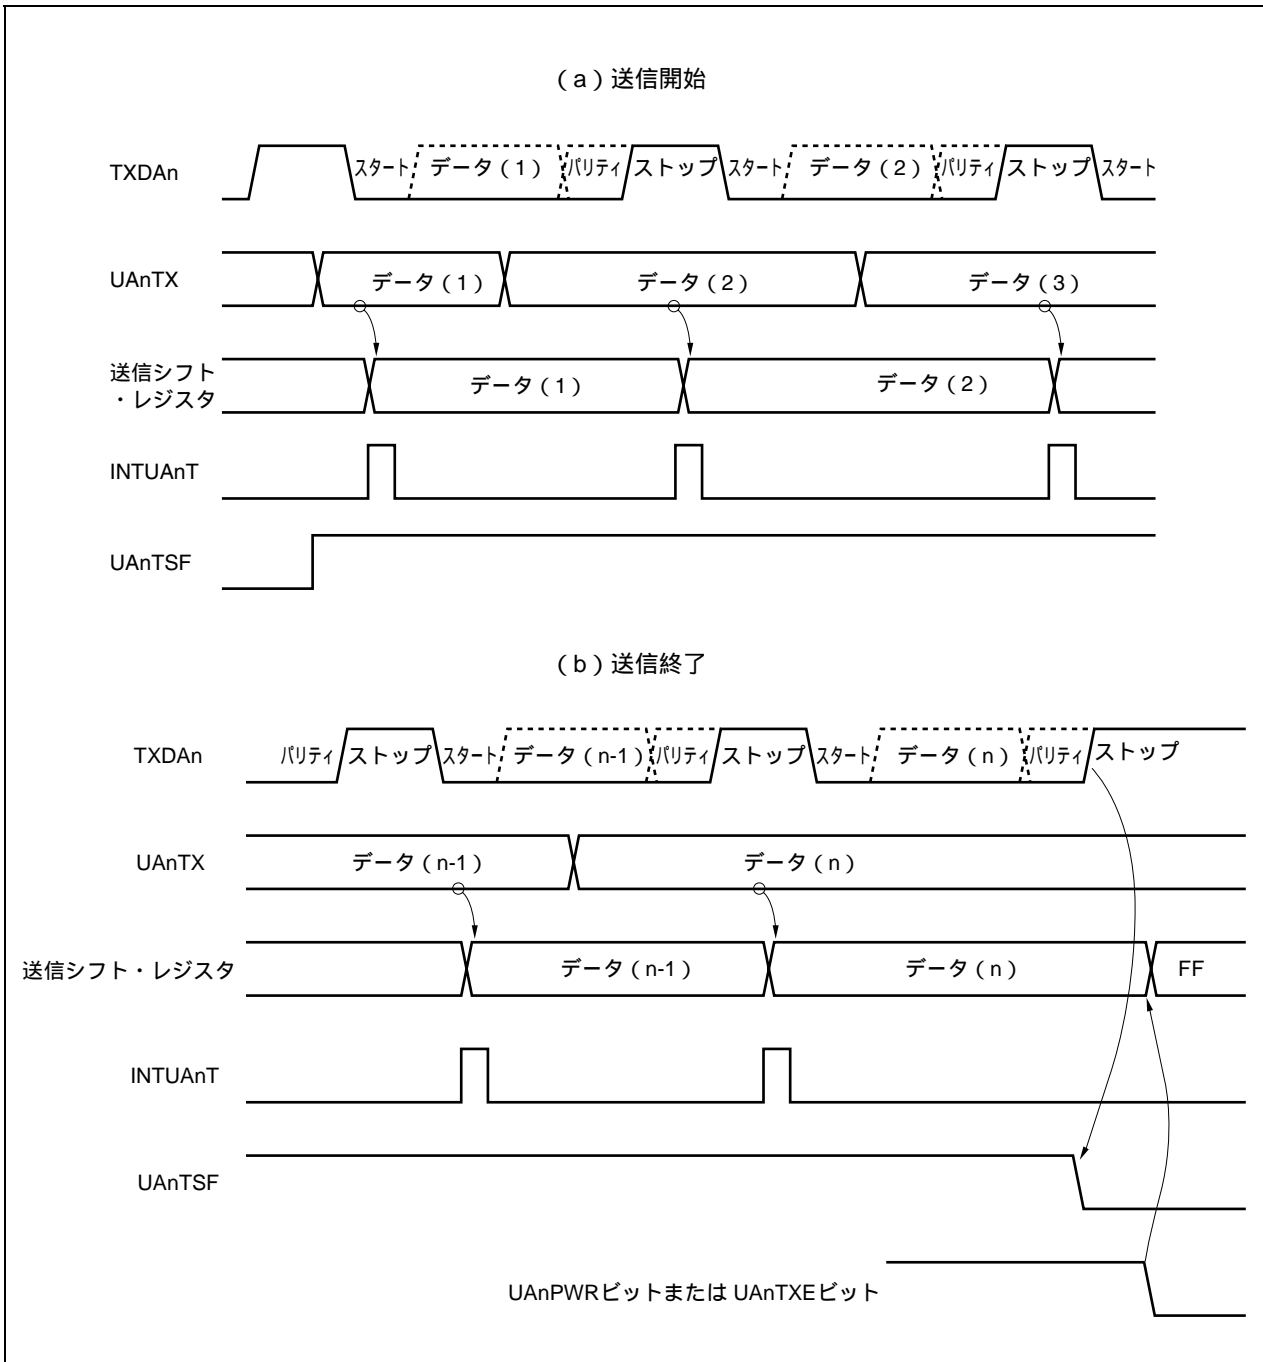 （a）送信開始
TXDAn
スタート データ（1） パリティ ストップ スタート データ（2） パリティ ストップ スタート
UAnTX
データ（1） データ（2） データ（3）
送信シフト
・レジスタ
データ（1） データ（2）
INTUAnT
UAnTSF
（b）送信終了
TXDAn
パリティ ストップ スタート データ（n-1） パリティ ストップ スタート データ（n） パリティ ストップ
UAnTX
データ（n-1） データ（n）
送信シフト・レジスタ
データ（n-1） データ（n） FF
INTUAnT
UAnTSF
UAnPWRビットまたは UAnTXEビット